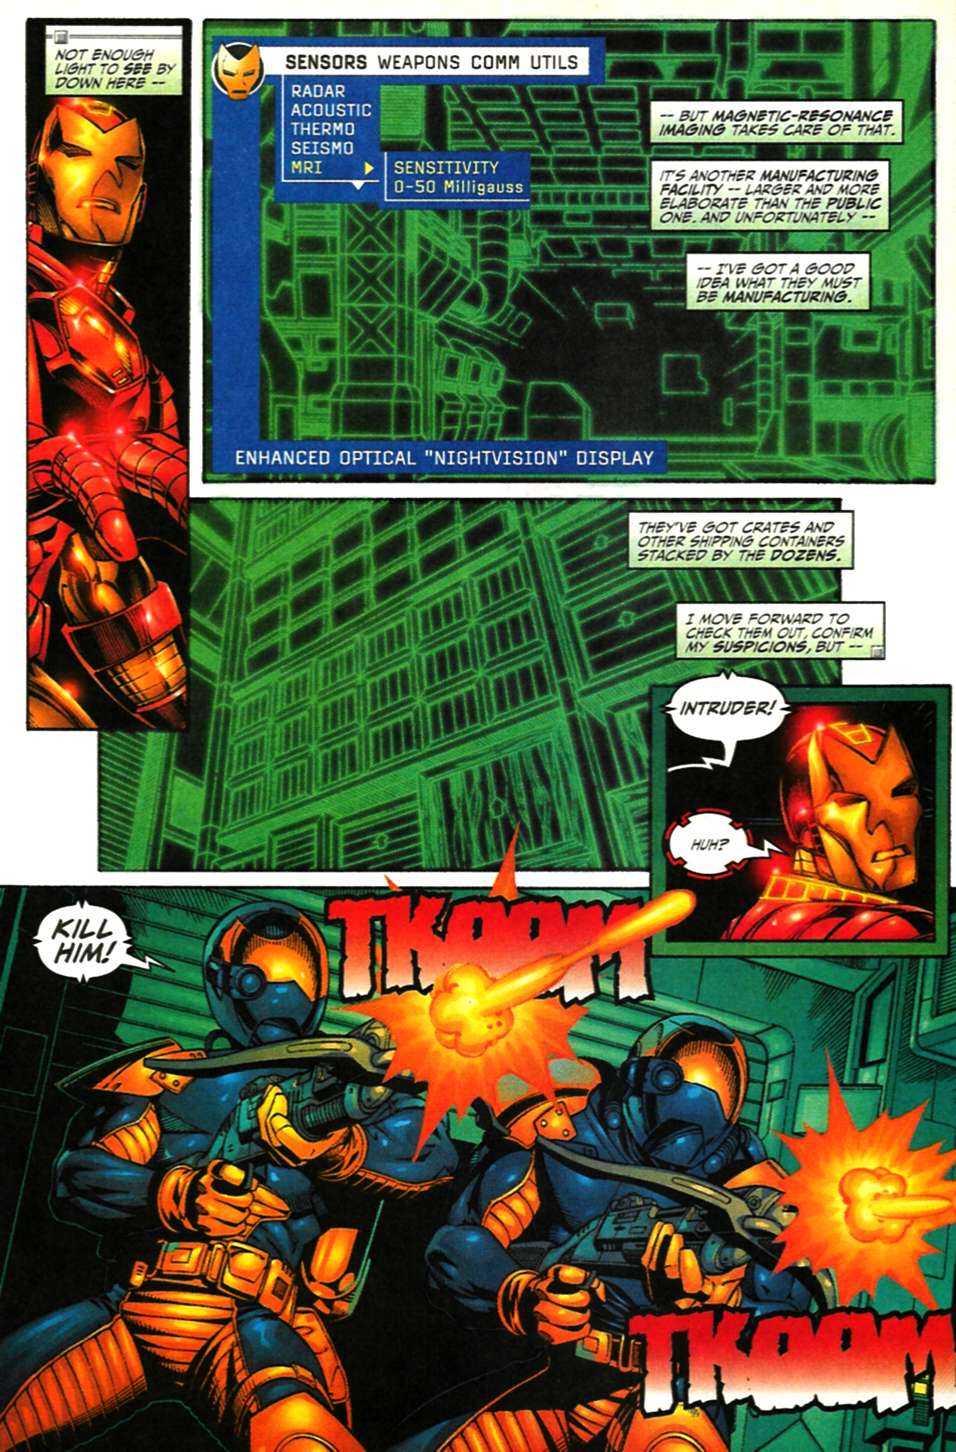 NOT ENOUGH
LIGHT TO SEE BY
DOWN HERE --
SENSORS WEAPONS COMM UTILS
RADAR
ACOUSTIC
THERMO
SEISMO
MRI
SENSITIVITY
0-50 Milligauss
-- BUT MAGNETIC-RESONANCE
IMAGING TAKES CARE OF THAT.
IT'S ANOTHER MANUFACTURING
FACILITY -- LARGER AND MORE
ELABORATE THAN THE PUBLIC
ONE. AND UNFORTUNATELY --
-- I'VE GOT A GOOD
IDEA WHAT THEY MUST
BE MANUFACTURING.
ENHANCED OPTICAL "NIGHTVISION" DISPLAY
THEY'VE GOT CRATES AND
OTHER SHIPPING CONTAINERS
STACKED BY THE DOZENS.
I MOVE FORWARD TO
CHECK THEM OUT, CONFIRM
MY SUSPICIONS, BUT --
INTRUDER!
HUH?
KILL
HIM!
TKOOM
TKOOM